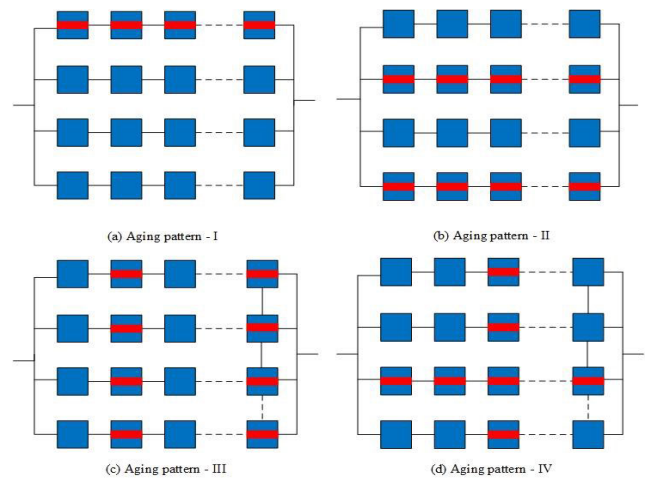 (a) Aging pattern - I
(b) Aging pattern - II
(c) Aging pattern - III
(d) Aging pattern - IV